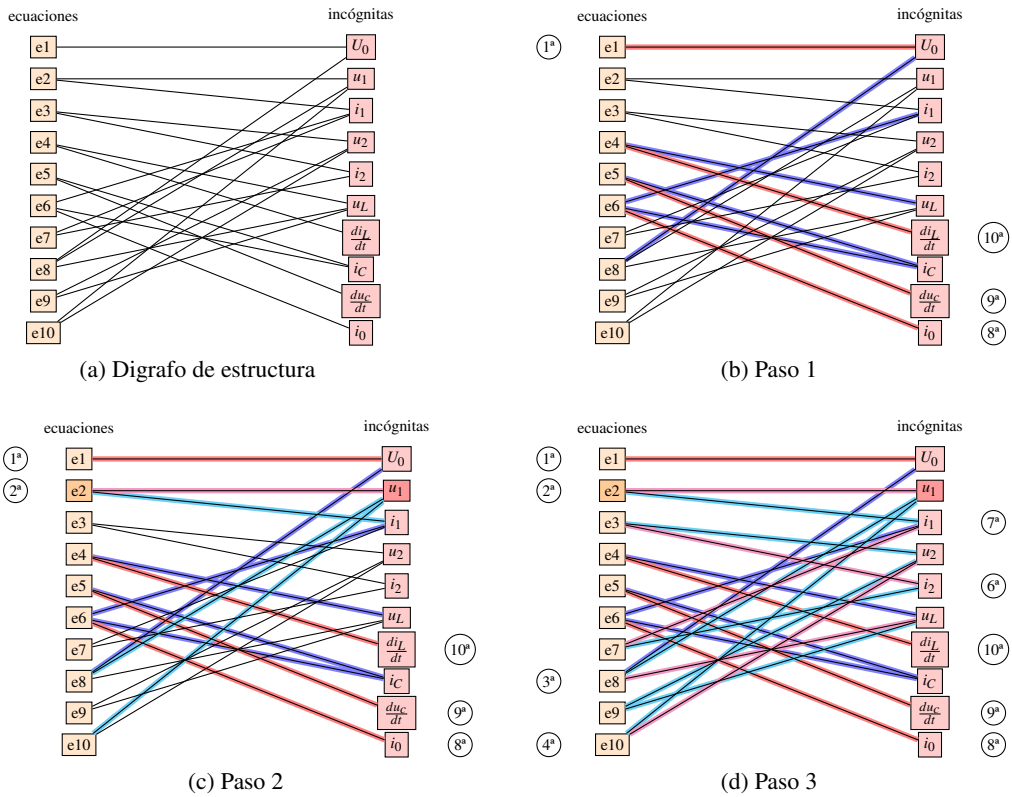 ecuaciones incógnitas
e1 U0
e2 u1
e3 i1
e4 u2
e5 i2
e6 uL
e7 diL/dt
e8 iC
e9 duc/dt
e10 i0
(a) Digrafo de estructura
ecuaciones incógnitas
1ª e1 U0
e2 u1
e3 i1
e4 u2
e5 i2
e6 uL
e7 diL/dt 10ª
e8 iC
e9 duc/dt 9ª
e10 i0 8ª
(b) Paso 1
ecuaciones incógnitas
1ª e1 U0
2ª e2 u1
e3 i1
e4 u2
e5 i2
e6 uL
e7 diL/dt 10ª
e8 iC
e9 duc/dt 9ª
e10 i0 8ª
(c) Paso 2
ecuaciones incógnitas
1ª e1 U0
2ª e2 u1
e3 i1 7ª
e4 u2
e5 i2 6ª
e6 uL
e7 diL/dt 10ª
3ª e8 iC
e9 duc/dt 9ª
4ª e10 i0 8ª
(d) Paso 3